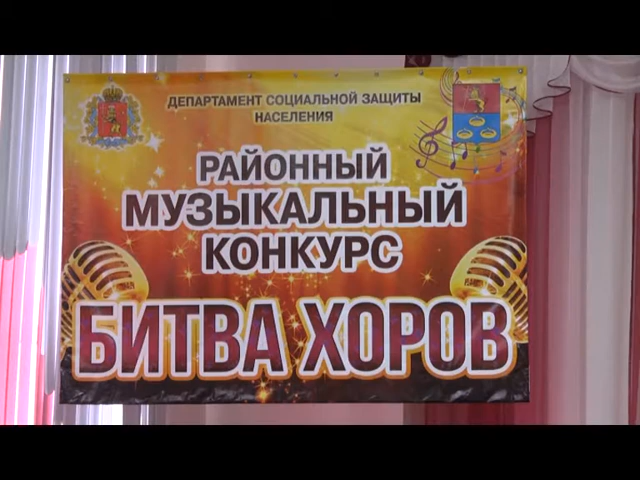 ДЕПАРТАМЕНТ СОЦИАЛЬНОЙ ЗАЩИТЫ
НАСЕЛЕНИЯ
РАЙОННЫЙ
МУЗЫКАЛЬНЫЙ
КОНКУРС
БИТВА ХОРОВ